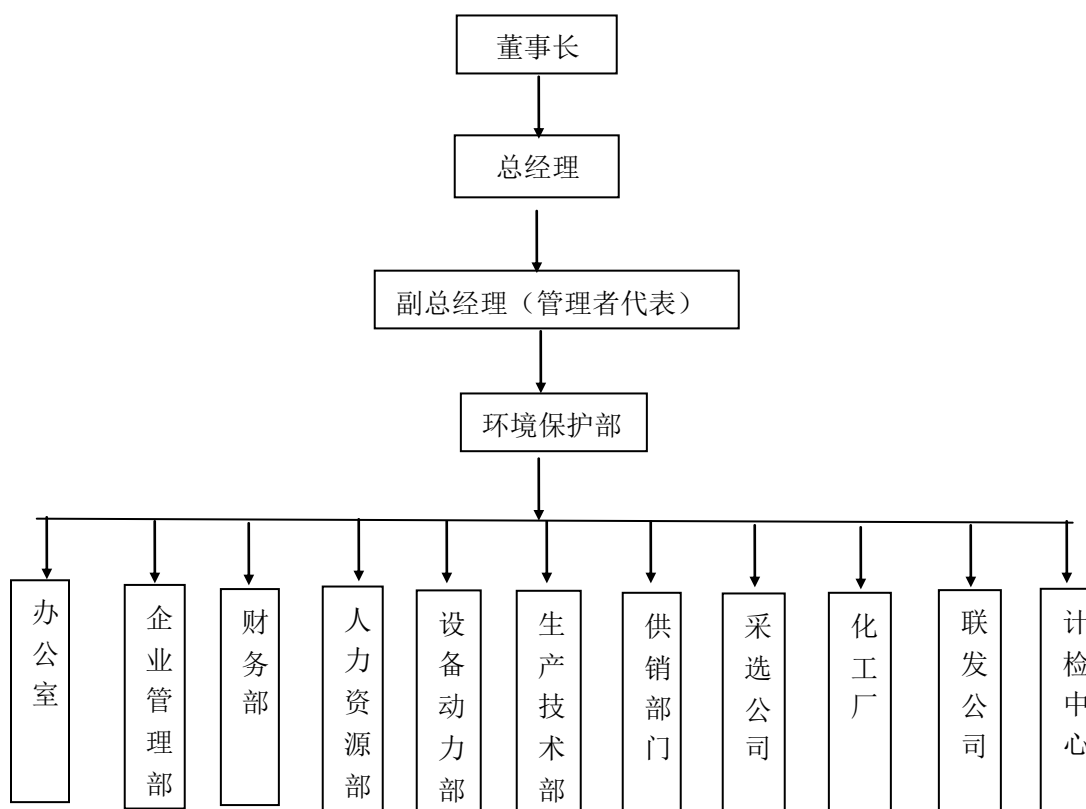 董事长
总经理
副总经理（管理者代表）
环境保护部
办公室
企业管理部
财务部
人力资源部
设备动力部
生产技术部
供销部门
采选公司
化工厂
联发公司
计检中心